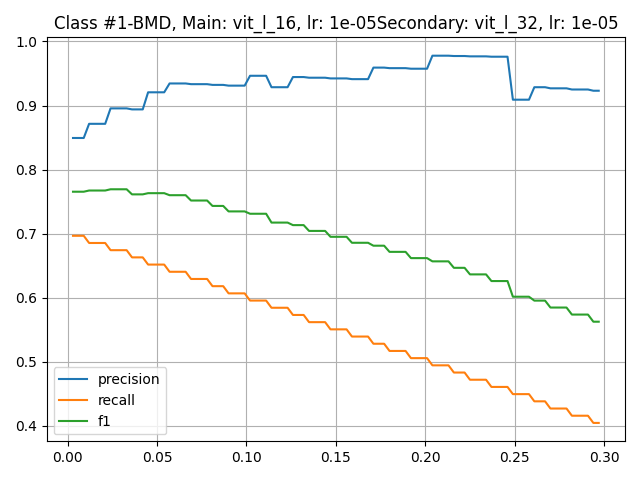 Class #1-BMD, Main: vit_l_16, lr: 1e-05Secondary: vit_l_32, lr: 1e-05
1.0
0.9
0.8
0.7
0.6
0.5
0.4
precision
recall
f1
0.00 0.05 0.10 0.15 0.20 0.25 0.30